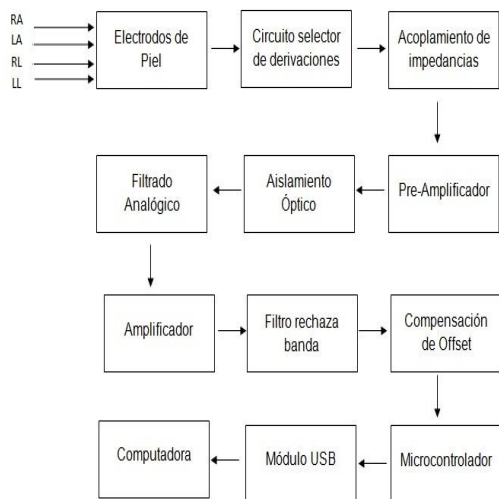 RA
LA
RL
LL
Electrodos de
Piel
Circuito selector
de derivaciones
Acoplamiento de
impedancias
Pre-Amplificador
Aislamiento
Óptico
Filtrado
Analógico
Amplificador
Filtro rechaza
banda
Compensación
de Offset
Microcontrolador
Módulo USB
Computadora